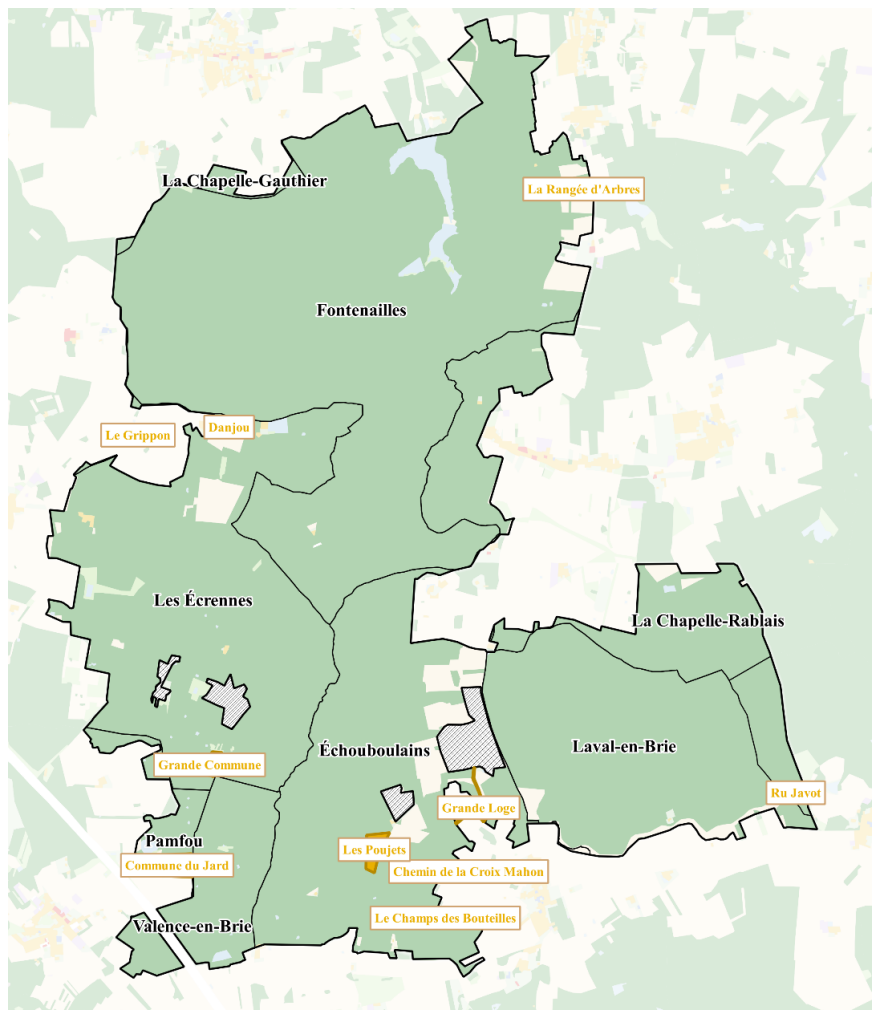 La Chapelle-Gauthier
La Rangée d'Arbres
Fontenailles
Danjou
Le Grippon
Les Écrennes
La Chapelle-Rablais
Échouboulains
Laval-en-Brie
Grande Commune
Ru Javot
Grande Loge
Pamfou
Les Poujets
Commune du Jard
Chemin de la Croix Mahon
Le Champs des Bouteilles
Valence-en-Brie